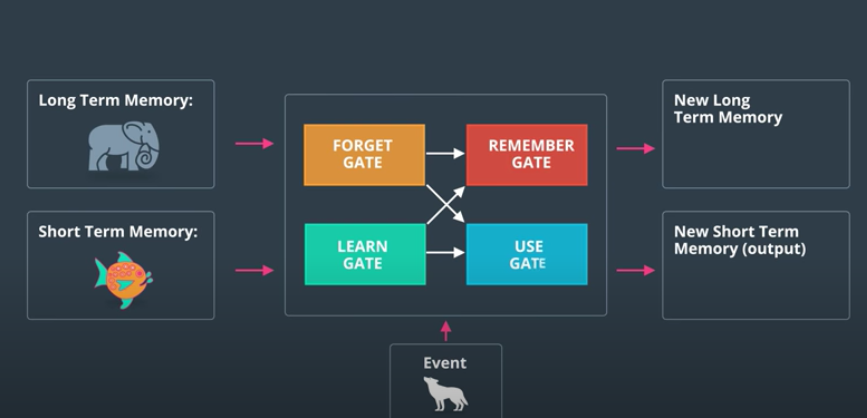 Long Term Memory:
Short Term Memory:
FORGET
GATE
REMEMBER
GATE
LEARN
GATE
USE
GATE
New Long
Term Memory
New Short Term
Memory (output)
Event